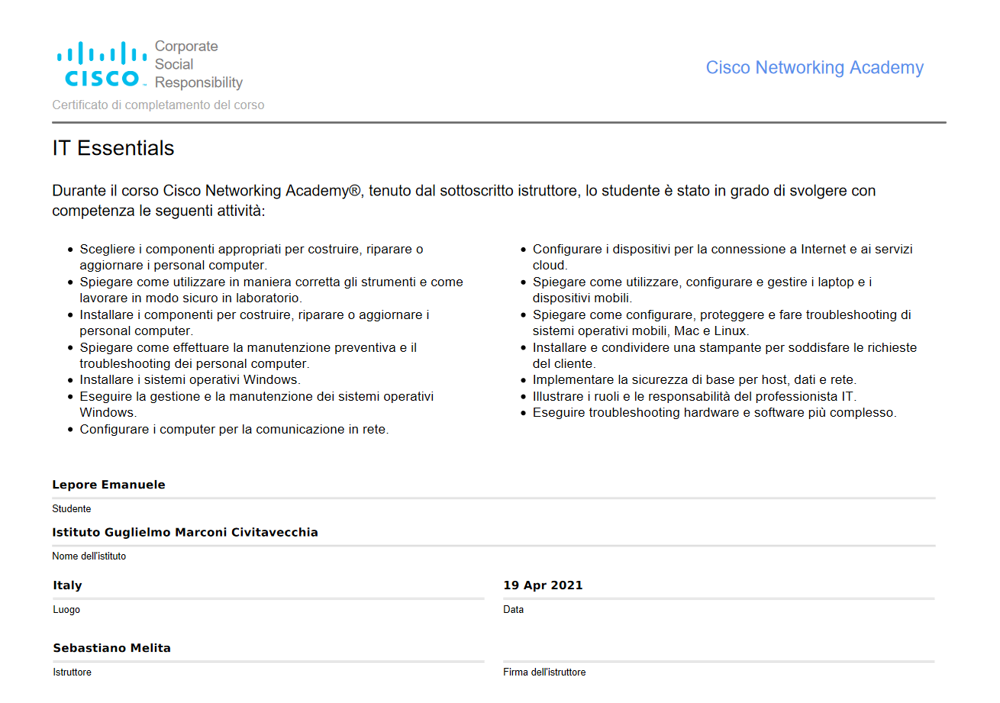 CISCO
Corporate
Social
Responsibility
Cisco Networking Academy
Certificato di completamento del corso
IT Essentials
Durante il corso Cisco Networking Academy®, tenuto dal sottoscritto istruttore, lo studente è stato in grado di svolgere con
competenza le seguenti attività:
• Scegliere i componenti appropriati per costruire, riparare o
aggiornare i personal computer.
• Spiegare come utilizzare in maniera corretta gli strumenti e come
lavorare in modo sicuro in laboratorio.
• Installare i componenti per costruire, riparare o aggiornare i
personal computer.
• Spiegare come effettuare la manutenzione preventiva e il
troubleshooting dei personal computer.
• Installare i sistemi operativi Windows.
• Eseguire la gestione e la manutenzione dei sistemi operativi
Windows.
• Configurare i computer per la comunicazione in rete.
• Configurare i dispositivi per la connessione a Internet e ai servizi
cloud.
• Spiegare come utilizzare, configurare e gestire i laptop e i
dispositivi mobili.
• Spiegare come configurare, proteggere e fare troubleshooting di
sistemi operativi mobili, Mac e Linux.
• Installare e condividere una stampante per soddisfare le richieste
del cliente.
• Implementare la sicurezza di base per host, dati e rete.
• Illustrare i ruoli e le responsabilità del professionista IT.
• Eseguire troubleshooting hardware e software più complesso.
Lepore Emanuele
Studente
Istituto Guglielmo Marconi Civitavecchia
Nome dell'istituto
Italy
Luogo
19 Apr 2021
Data
Sebastiano Melita
Istruttore
Firma dell'istruttore